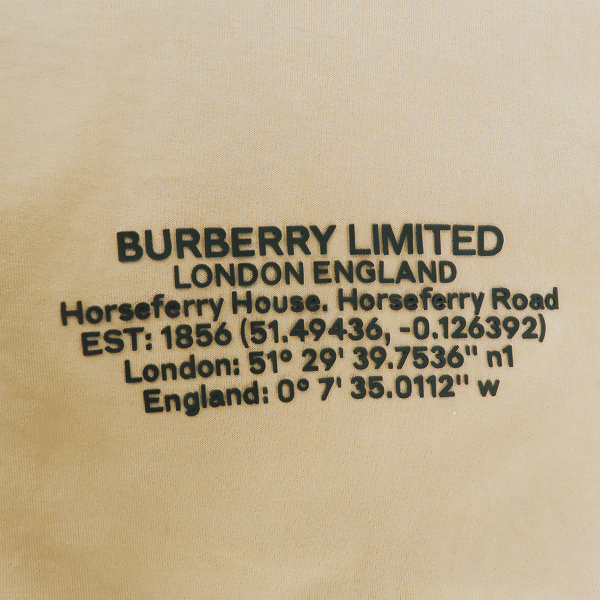 BURBERRY LIMITED
LONDON ENGLAND
Horseferry House. Horseferry Road
EST: 1856 (51.49436, -0.126392)
London: 51° 29' 39.7536" n1
England: 0° 7' 35.0112" w